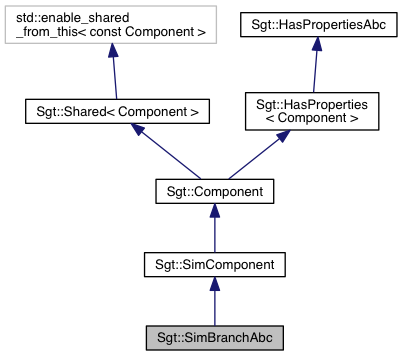 std::enable_shared
_from_this< const Component >
Sgt::HasPropertiesAbc
Sgt::Shared< Component >
Sgt::HasProperties
< Component >
Sgt::Component
Sgt::SimComponent
Sgt::SimBranchAbc